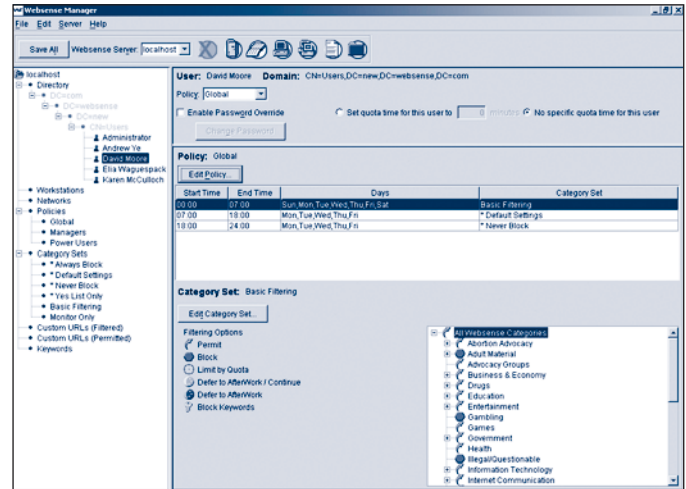 Websense Manager
File Edit Server Help
Save All Websense Server: localhost
localhost
Directory
DC=com
DC=websense
DC=new
CN=Users
Administrator
Andrew Ye
David Moore
Elia Waguespack
Karen McCulloch
Workstations
Networks
Policies
Global
Managers
Power Users
Category Sets
* Always Block
* Default Settings
* Never Block
* Yes List Only
Basic Filtering
Monitor Only
Custom URLs (Filtered)
Custom URLs (Permitted)
Keywords
User: David Moore Domain: CN=Users,DC=new,DC=websense,DC=com
Policy: Global
Enable Password Override Set quota time for this user to 0 minutes No specific quota time for this user
Change Password
Policy: Global
Edit Policy...
Start Time End Time Days Category Set
00:00 07:00 Sun,Mon,Tue,Wed,Thu,Fri,Sat Basic Filtering
07:00 18:00 Mon,Tue,Wed,Thu,Fri * Default Settings
18:00 24:00 Mon,Tue,Wed,Thu,Fri * Never Block
Category Set: Basic Filtering
Edit Category Set...
Filtering Options
Permit
Block
Limit by Quota
Defer to AfterWork / Continue
Defer to AfterWork
Block Keywords
All Websense Categories
Abortion Advocacy
Adult Material
Advocacy Groups
Business & Economy
Drugs
Education
Entertainment
Gambling
Games
Government
Health
Illegal/Questionable
Information Technology
Internet Communication